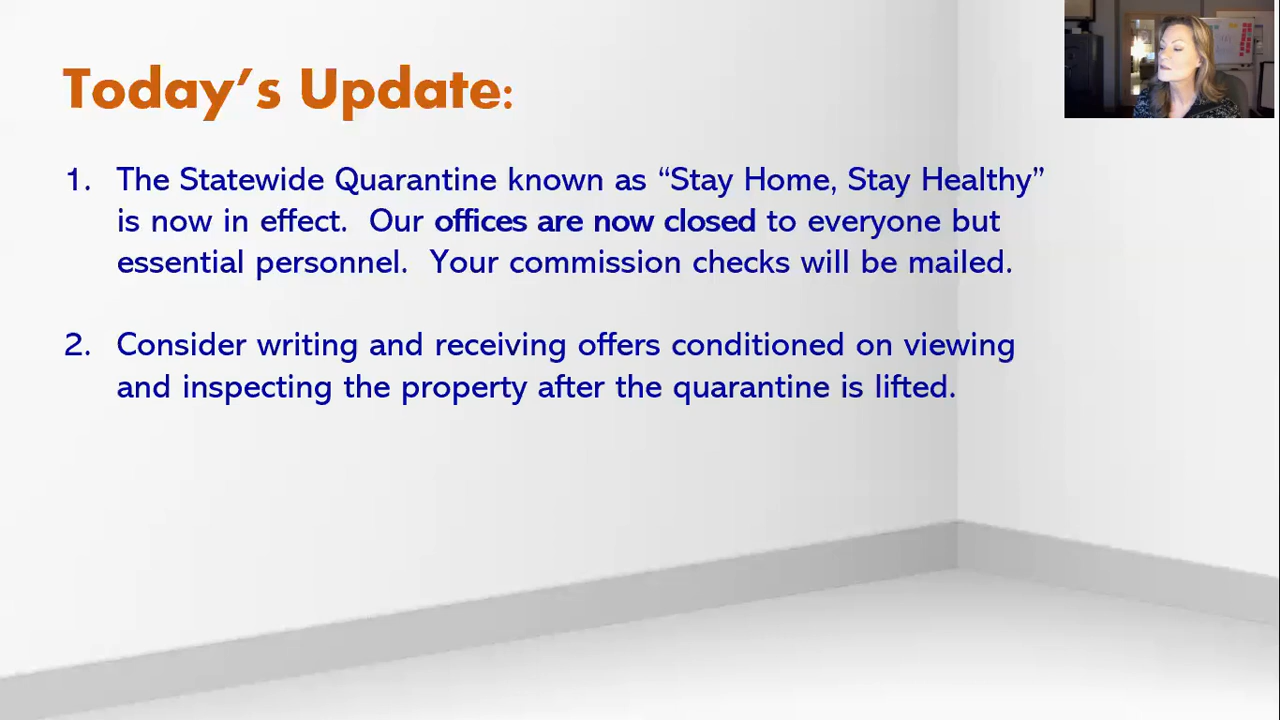 Today’s Update:
1. The Statewide Quarantine known as “Stay Home, Stay Healthy”
is now in effect. Our offices are now closed to everyone but
essential personnel. Your commission checks will be mailed.
2. Consider writing and receiving offers conditioned on viewing
and inspecting the property after the quarantine is lifted.